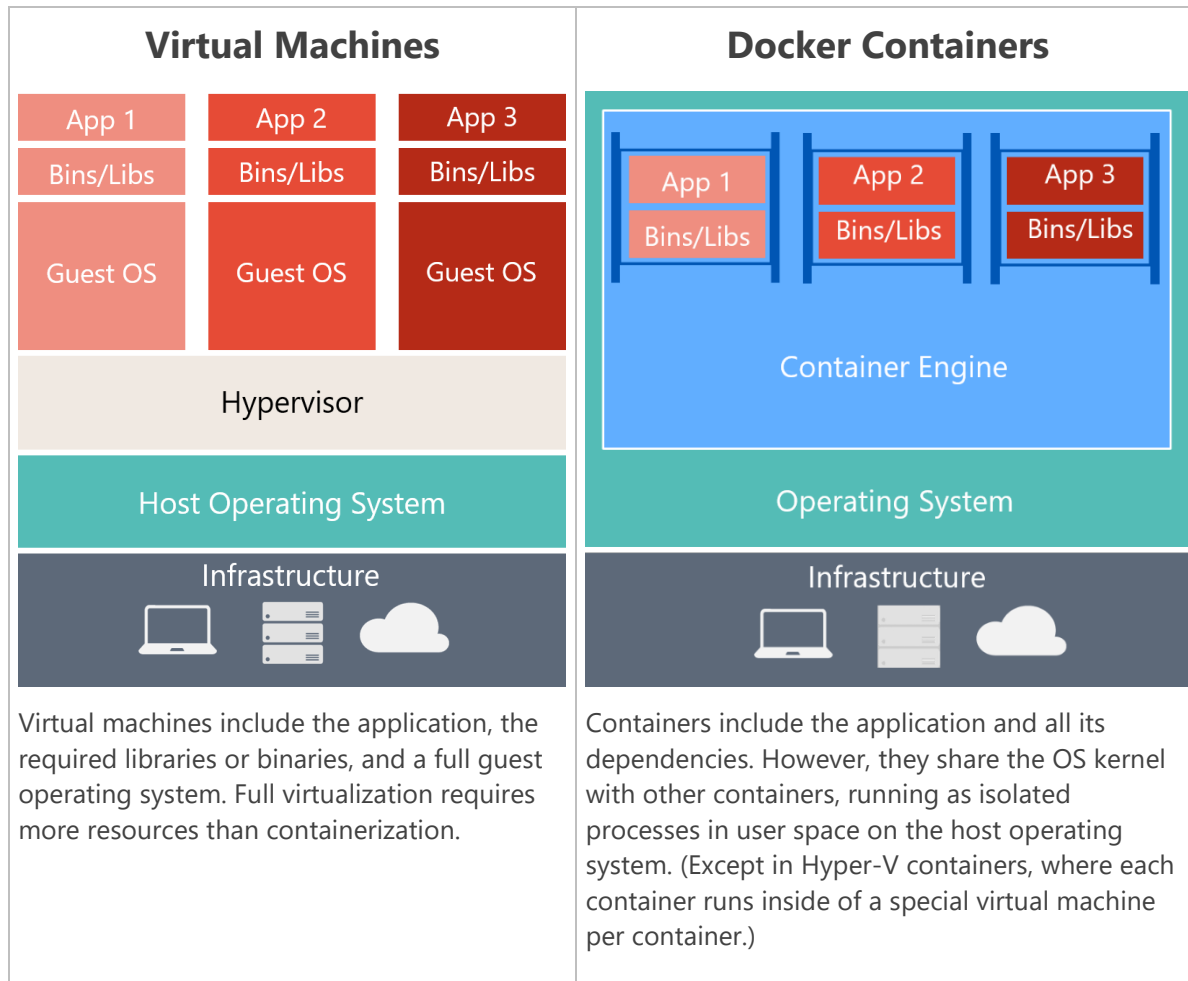 Virtual Machines
App 1
App 2
App 3
Bins/Libs
Bins/Libs
Bins/Libs
Guest OS
Guest OS
Guest OS
Hypervisor
Host Operating System
Infrastructure
Virtual machines include the application, the
required libraries or binaries, and a full guest
operating system. Full virtualization requires
more resources than containerization.
Docker Containers
App 1
App 2
App 3
Bins/Libs
Bins/Libs
Bins/Libs
Container Engine
Operating System
Infrastructure
Containers include the application and all its
dependencies. However, they share the OS kernel
with other containers, running as isolated
processes in user space on the host operating
system. (Except in Hyper-V containers, where each
container runs inside of a special virtual machine
per container.)